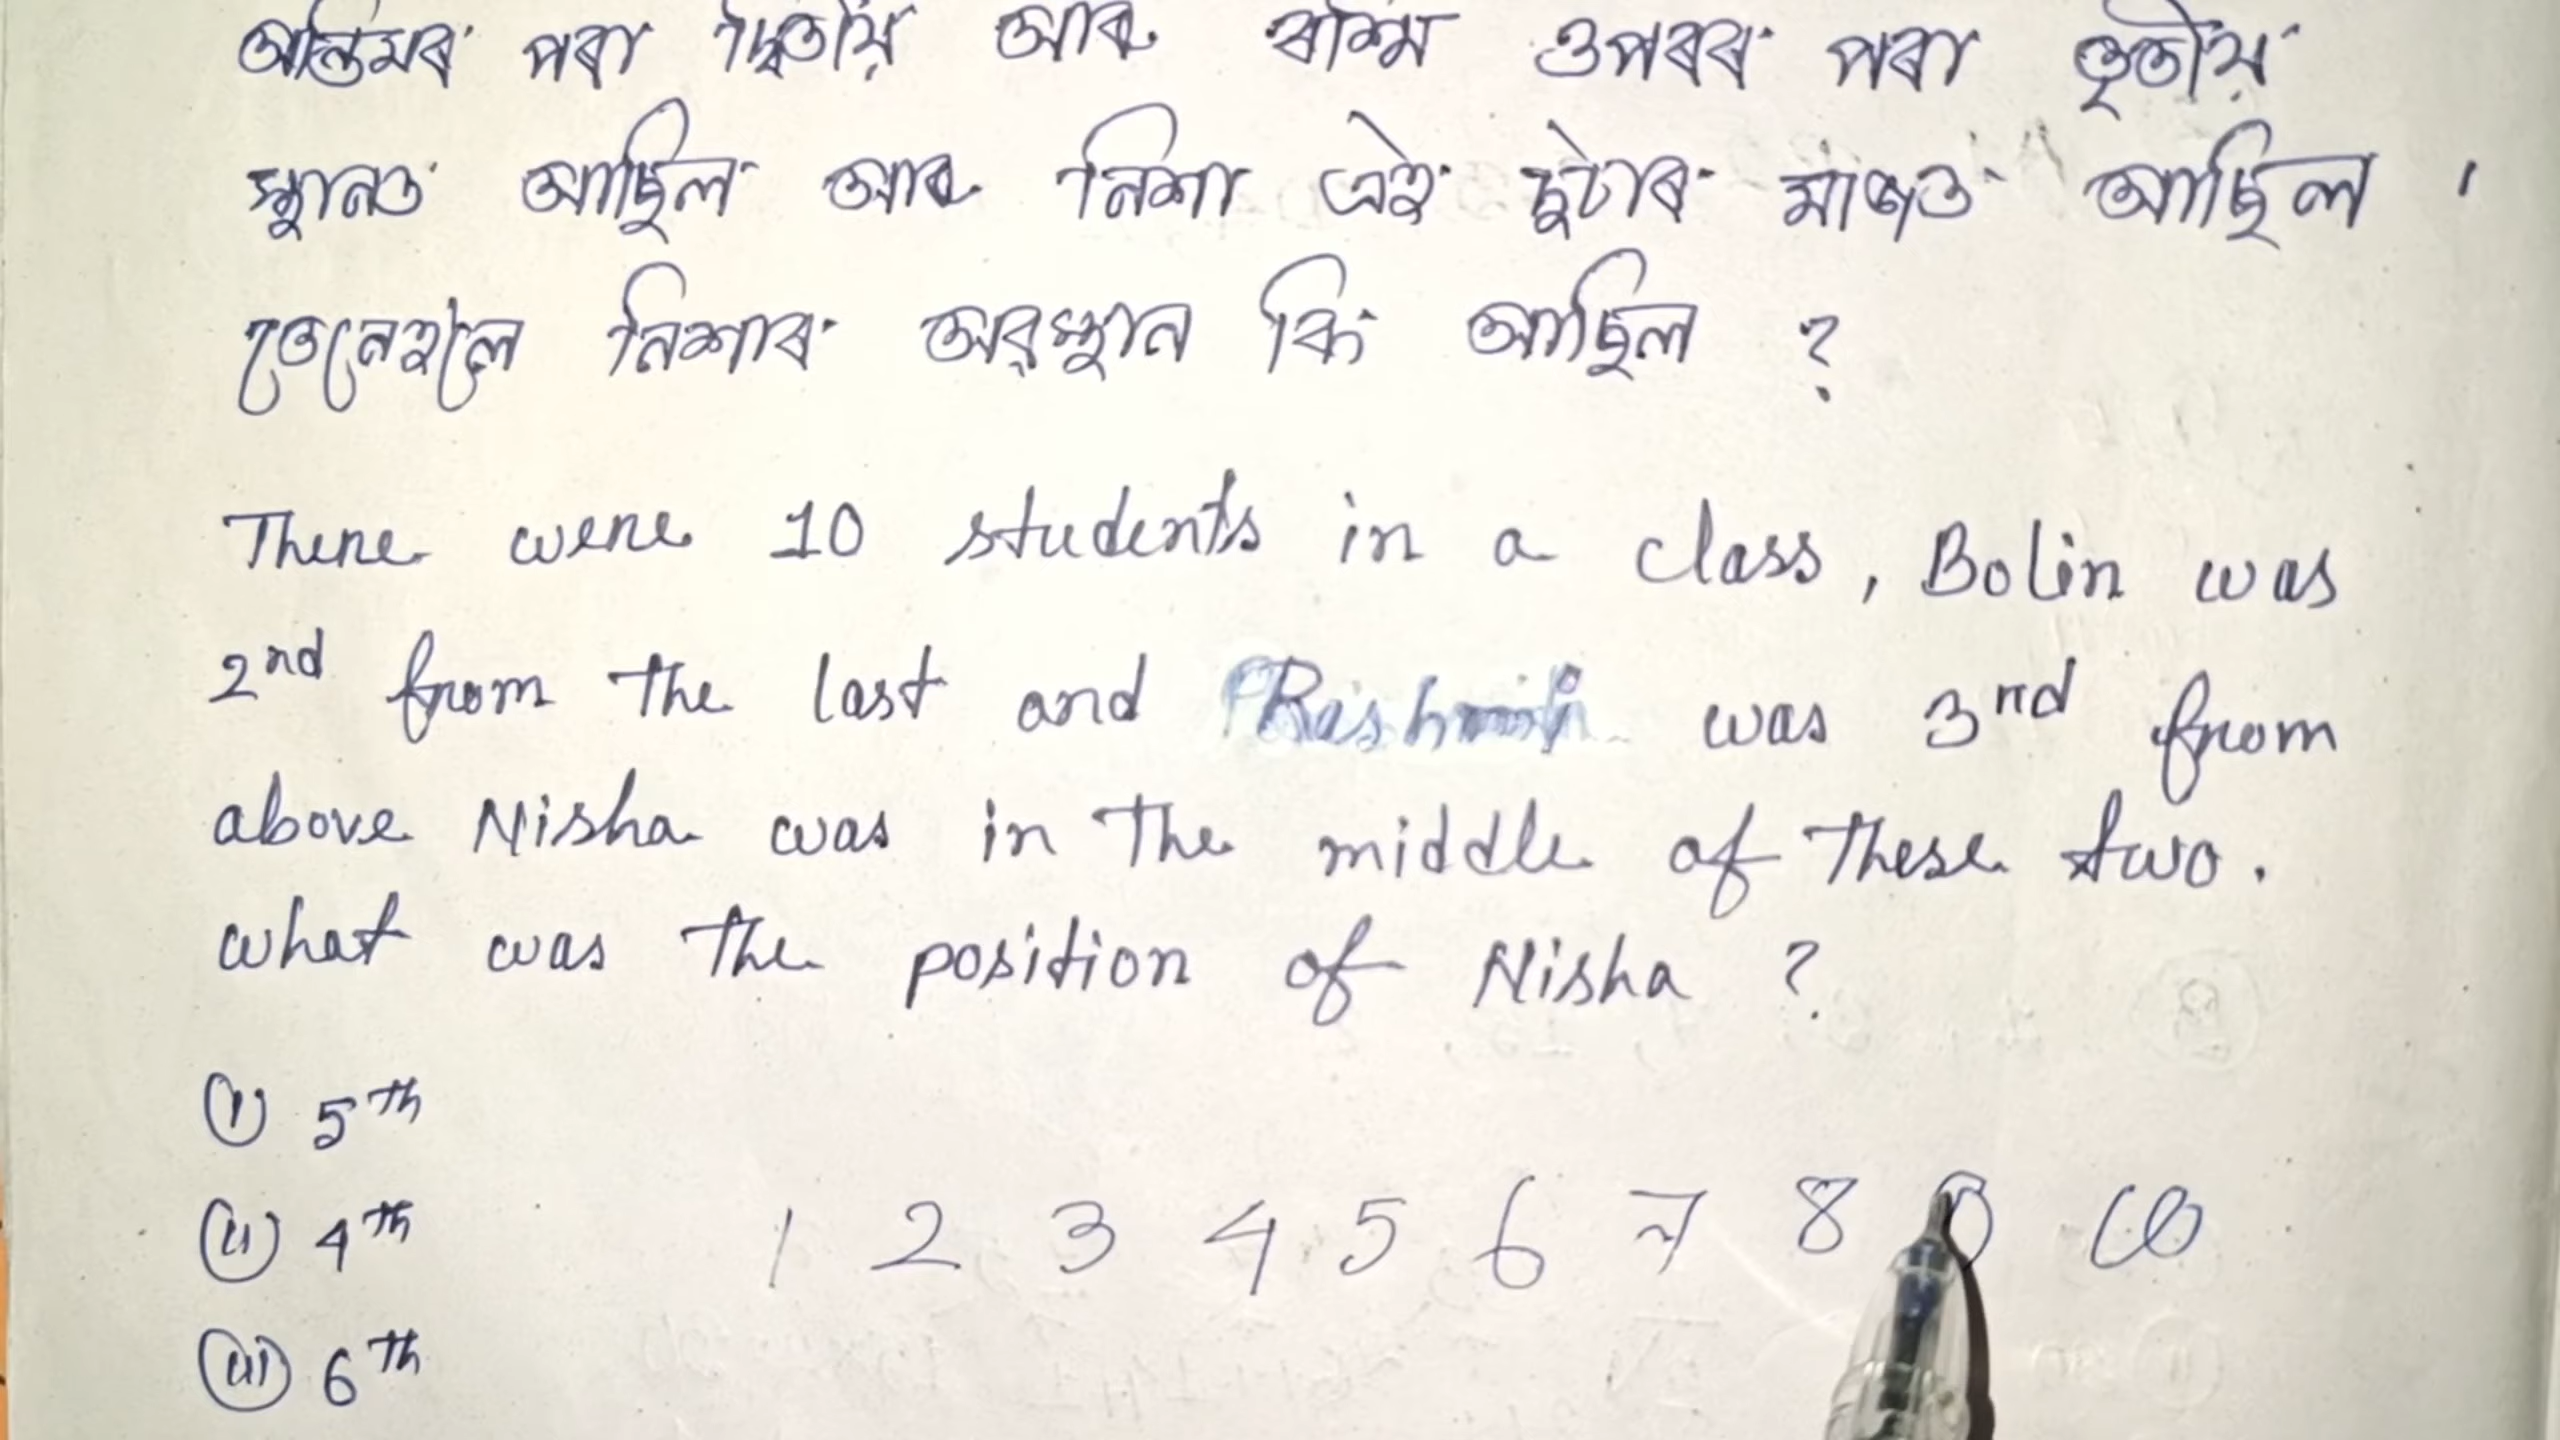 অন্তিমৰ পৰা দ্বিতীয় আৰু ৰশ্মি ওপৰৰ পৰা তৃতীয়
স্থানত আছিল আৰু নিশা এই দুটাৰ মাজত আছিল ।
তেনেহলে নিশাৰ অৱস্থান কি আছিল ?
There were 10 students in a class, Bolin was
2nd from the last and Rashmi was 3nd from
above Nisha was in the middle of these two.
what was the position of Nisha ?
(i) 5th
(ii) 4th
1 2 3 4 5 6 7 8 9 10
(iii) 6th